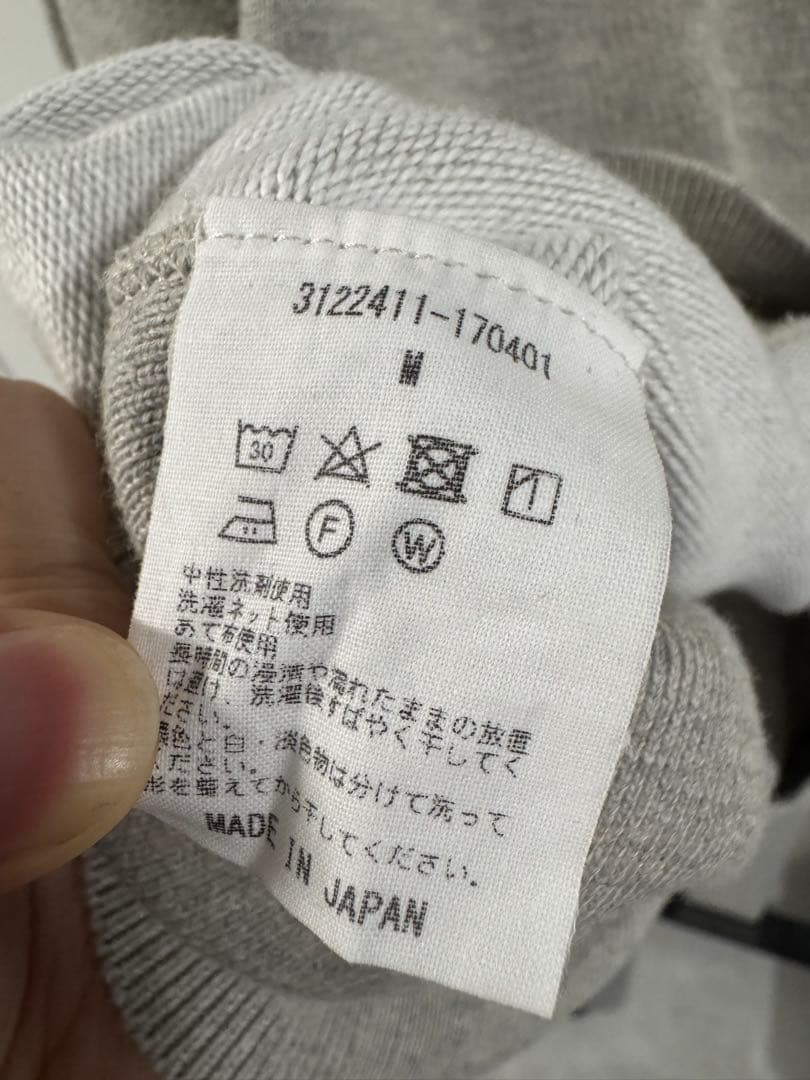 3122411-170401
M
30
F
W
中性洗剤使用
洗濯ネット使用
あて布使用
長時間の浸漬や濡れたままの放置
は避け、洗濯後すばやく干してく
ださい。
濃色と白・淡色物は分けて洗って
ください。
形を整えてから干してください。
MADE IN JAPAN